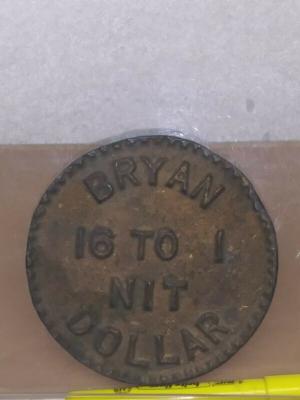 BRYAN
16 TO 1
NIT
DOLLAR